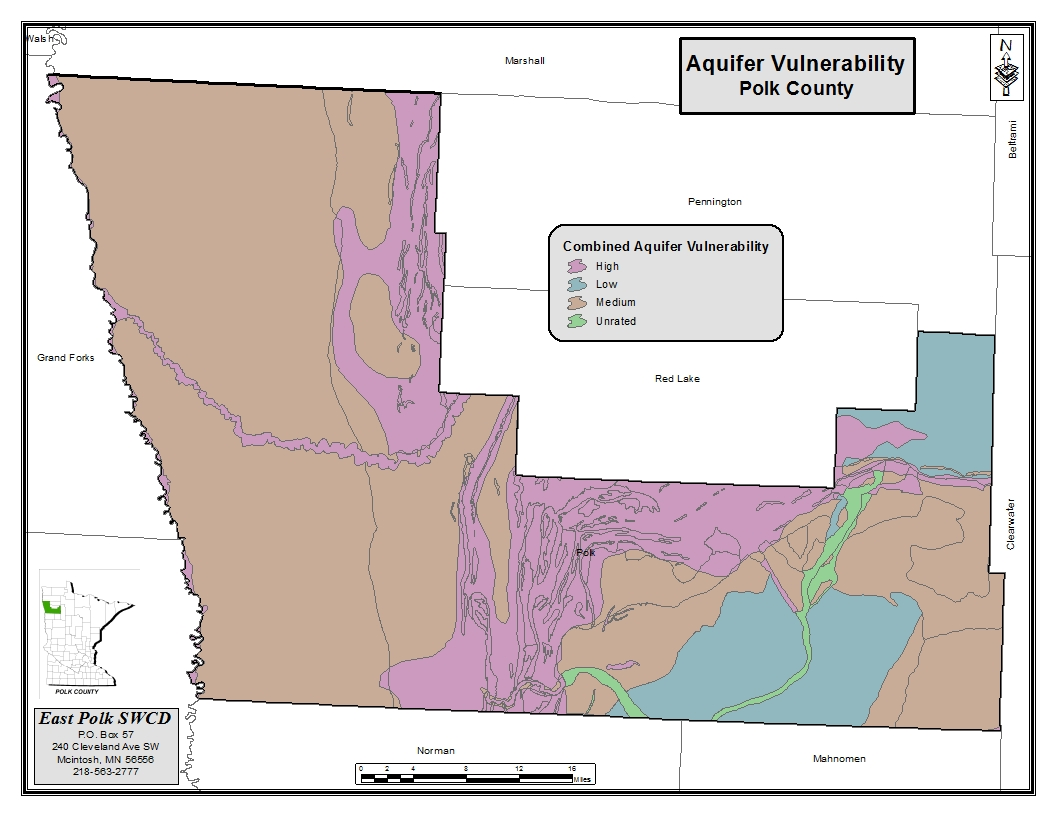 Walsh
Marshall
Aquifer Vulnerability
Polk County
N
Beltrami
Pennington
Combined Aquifer Vulnerability
High
Low
Medium
Unrated
Grand Forks
Red Lake
Clearwater
Polk
POLK COUNTY
East Polk SWCD
P.O. Box 57
240 Cleveland Ave SW
Mcintosh, MN 56556
218-563-2777
Norman
Mahnomen
0 2 4 8 12 16
Miles